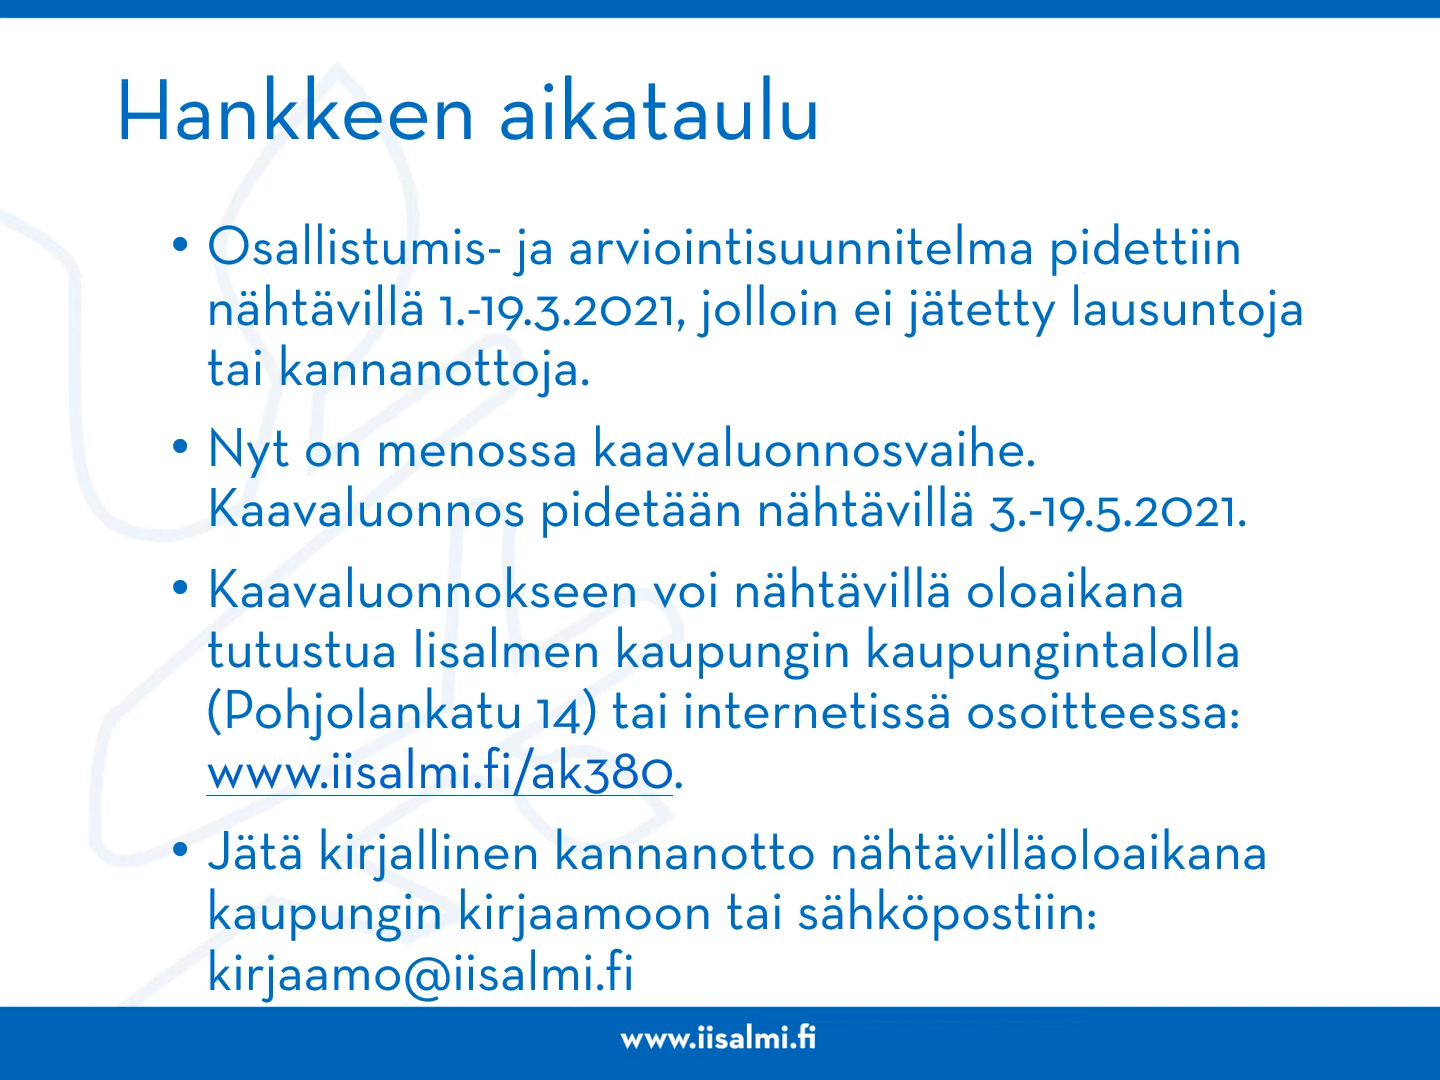 Hankkeen aikataulu
• Osallistumis- ja arviointisuunnitelma pidettiin
nähtävillä 1.-19.3.2021, jolloin ei jätetty lausuntoja
tai kannanottoja.
• Nyt on menossa kaavaluonnosvaihe.
Kaavaluonnos pidetään nähtävillä 3.-19.5.2021.
• Kaavaluonnokseen voi nähtävillä oloaikana
tutustua Iisalmen kaupungin kaupungintalolla
(Pohjolankatu 14) tai internetissä osoitteessa:
www.iisalmi.fi/ak380.
• Jätä kirjallinen kannanotto nähtävilläoloaikana
kaupungin kirjaamoon tai sähköpostiin:
kirjaamo@iisalmi.fi
www.iisalmi.fi